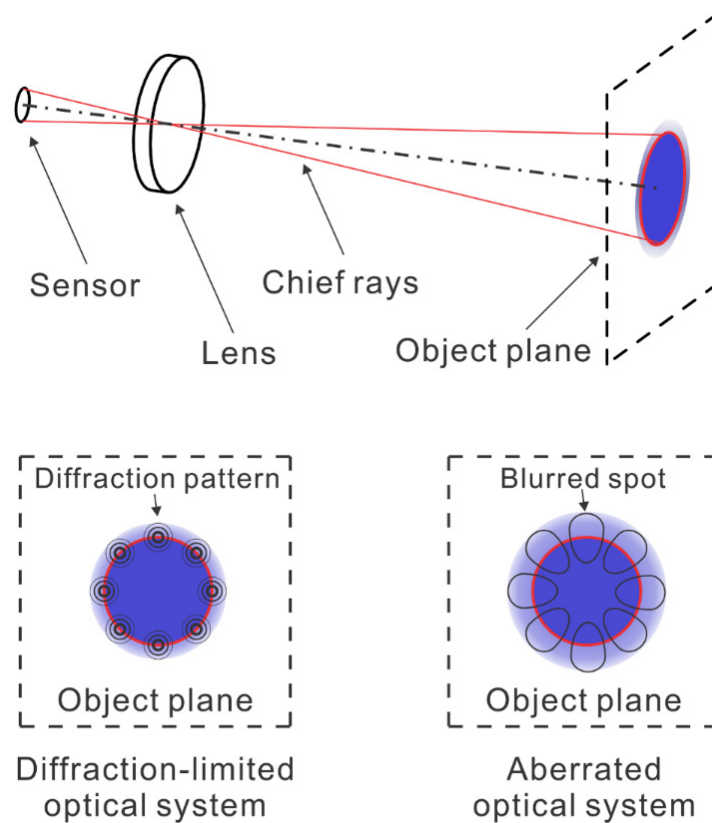 Sensor
Chief rays
Lens
Object plane
Diffraction pattern
Object plane
Diffraction-limited
optical system
Blurred spot
Object plane
Aberrated
optical system